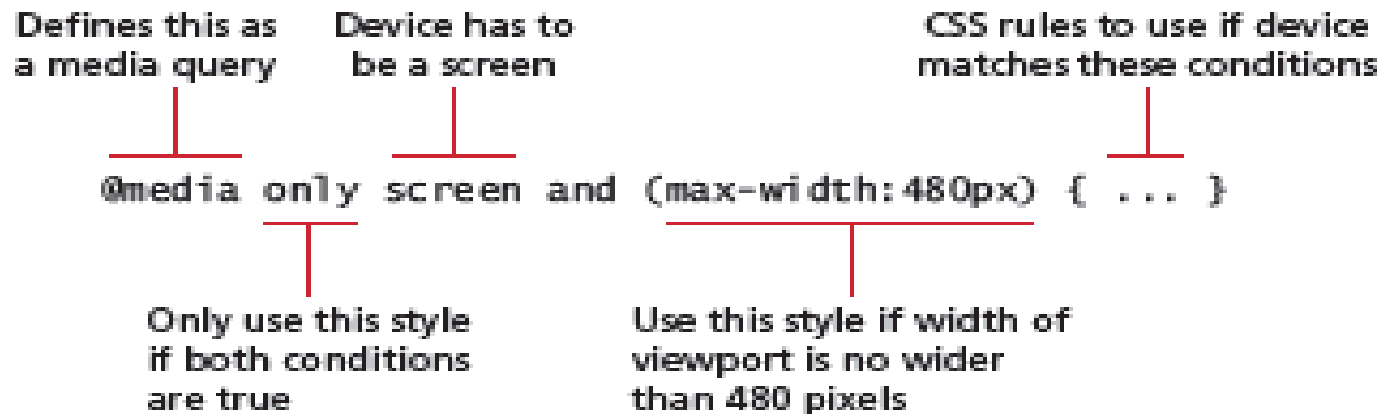 Defines this as
a media query
Device has to
be a screen
CSS rules to use if device
matches these conditions
@media only screen and (max-width:480px) { ... }
Only use this style
if both conditions
are true
Use this style if width of
viewport is no wider
than 480 pixels